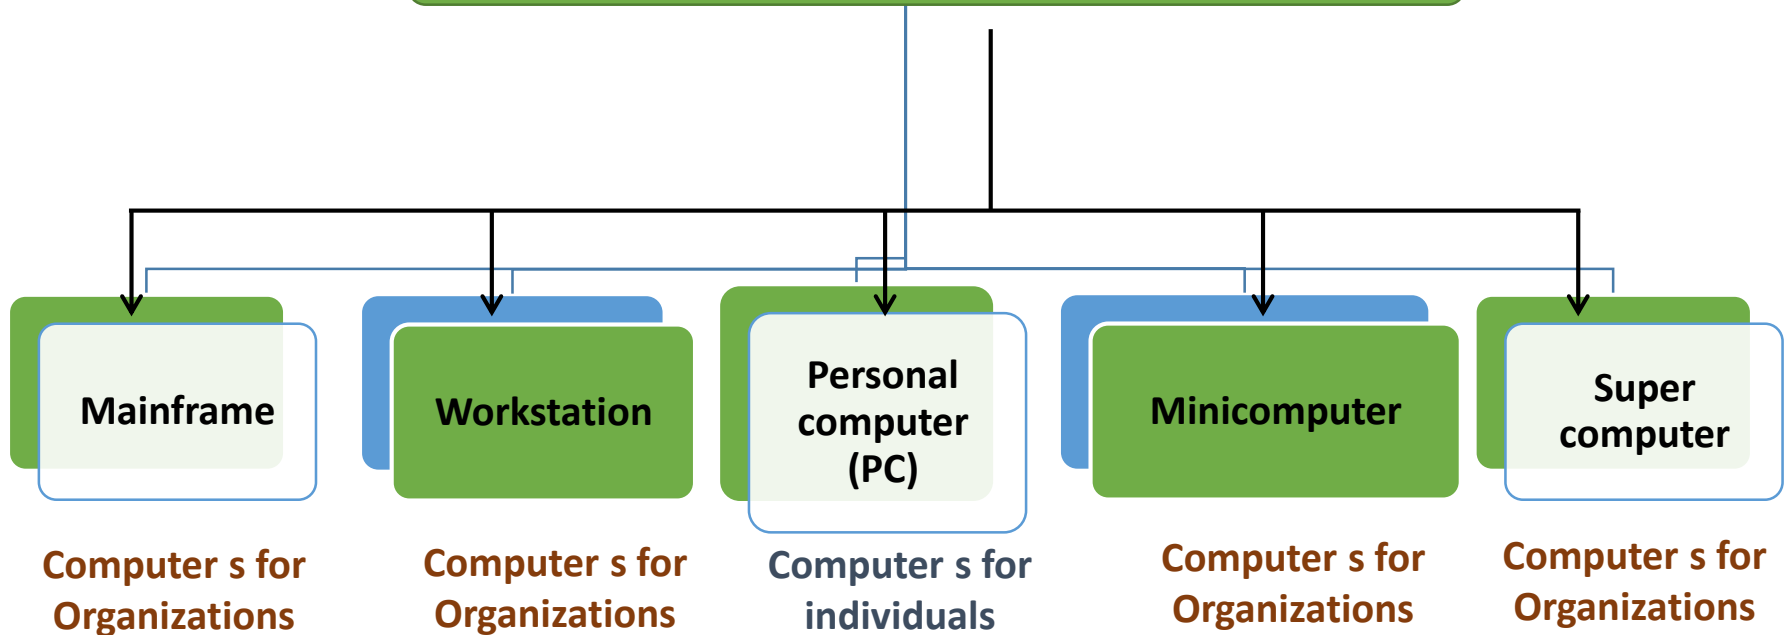 Mainframe
Workstation
Personal
computer
(PC)
Minicomputer
Super
computer
Computer s for
Organizations
Computer s for
Organizations
Computer s for
individuals
Computer s for
Organizations
Computer s for
Organizations